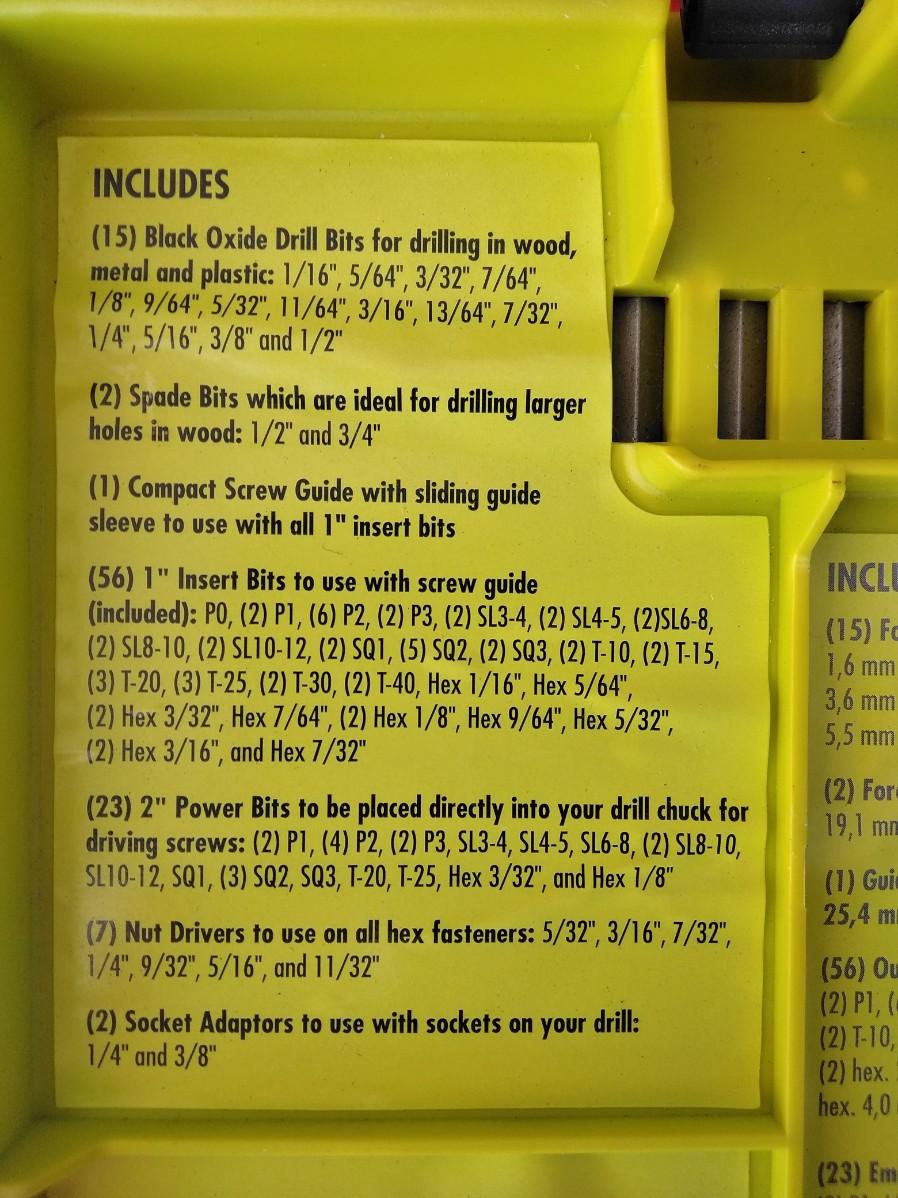 INCLUDES
(15) Black Oxide Drill Bits for drilling in wood,
metal and plastic: 1/16", 5/64", 3/32", 7/64",
1/8", 9/64", 5/32", 11/64", 3/16", 13/64", 7/32",
1/4", 5/16", 3/8" and 1/2"
(2) Spade Bits which are ideal for drilling larger
holes in wood: 1/2" and 3/4"
(1) Compact Screw Guide with sliding guide
sleeve to use with all 1" insert bits
(56) 1" Insert Bits to use with screw guide
(included): P0, (2) P1, (6) P2, (2) P3, (2) SL3-4, (2) SL4-5, (2)SL6-8,
(2) SL8-10, (2) SL10-12, (2) SQ1, (5) SQ2, (2) SQ3, (2) T-10, (2) T-15,
(3) T-20, (3) T-25, (2) T-30, (2) T-40, Hex 1/16", Hex 5/64",
(2) Hex 3/32", Hex 7/64", (2) Hex 1/8", Hex 9/64", Hex 5/32",
(2) Hex 3/16", and Hex 7/32"
(23) 2" Power Bits to be placed directly into your drill chuck for
driving screws: (2) P1, (4) P2, (2) P3, SL3-4, SL4-5, SL6-8, (2) SL8-10,
SL10-12, SQ1, (3) SQ2, SQ3, T-20, T-25, Hex 3/32", and Hex 1/8"
(7) Nut Drivers to use on all hex fasteners: 5/32", 3/16", 7/32",
1/4", 9/32", 5/16", and 11/32"
(2) Socket Adaptors to use with sockets on your drill:
1/4" and 3/8"
INCLU
(15) Fo
1,6 mm
3,6 mm
5,5 mm
(2) Fore
19,1 mm
(1) Guid
25,4 m
(56) Ou
(2) P1, (
(2) T-10,
(2) hex.
hex. 4,0
(23) Em